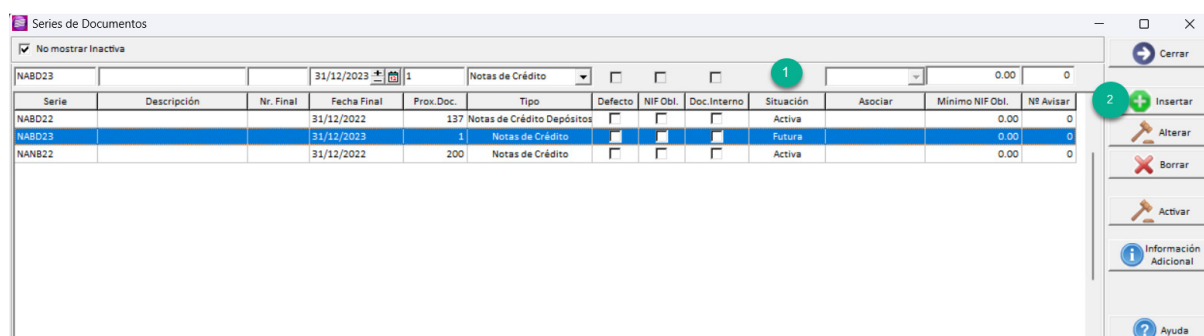 Series de Documentos
No mostrar Inactiva
NABD23 31/12/2023 1 Notas de Crédito 1 0.00 0
Serie Descripción Nr. Final Fecha Final Prox.Doc. Tipo Defecto NIF Obl. Doc.Interno Situación Asociar Mínimo NIF Obl. Nº Avisar
NABD22 31/12/2022 137 Notas de Crédito Depósitos Activa 0.00 0
NABD23 31/12/2023 1 Notas de Crédito Futura 0.00 0
NANB22 31/12/2022 200 Notas de Crédito Activa 0.00 0
Cerrar
2 Insertar
Alterar
Borrar
Activar
Información
Adicional
Ayuda